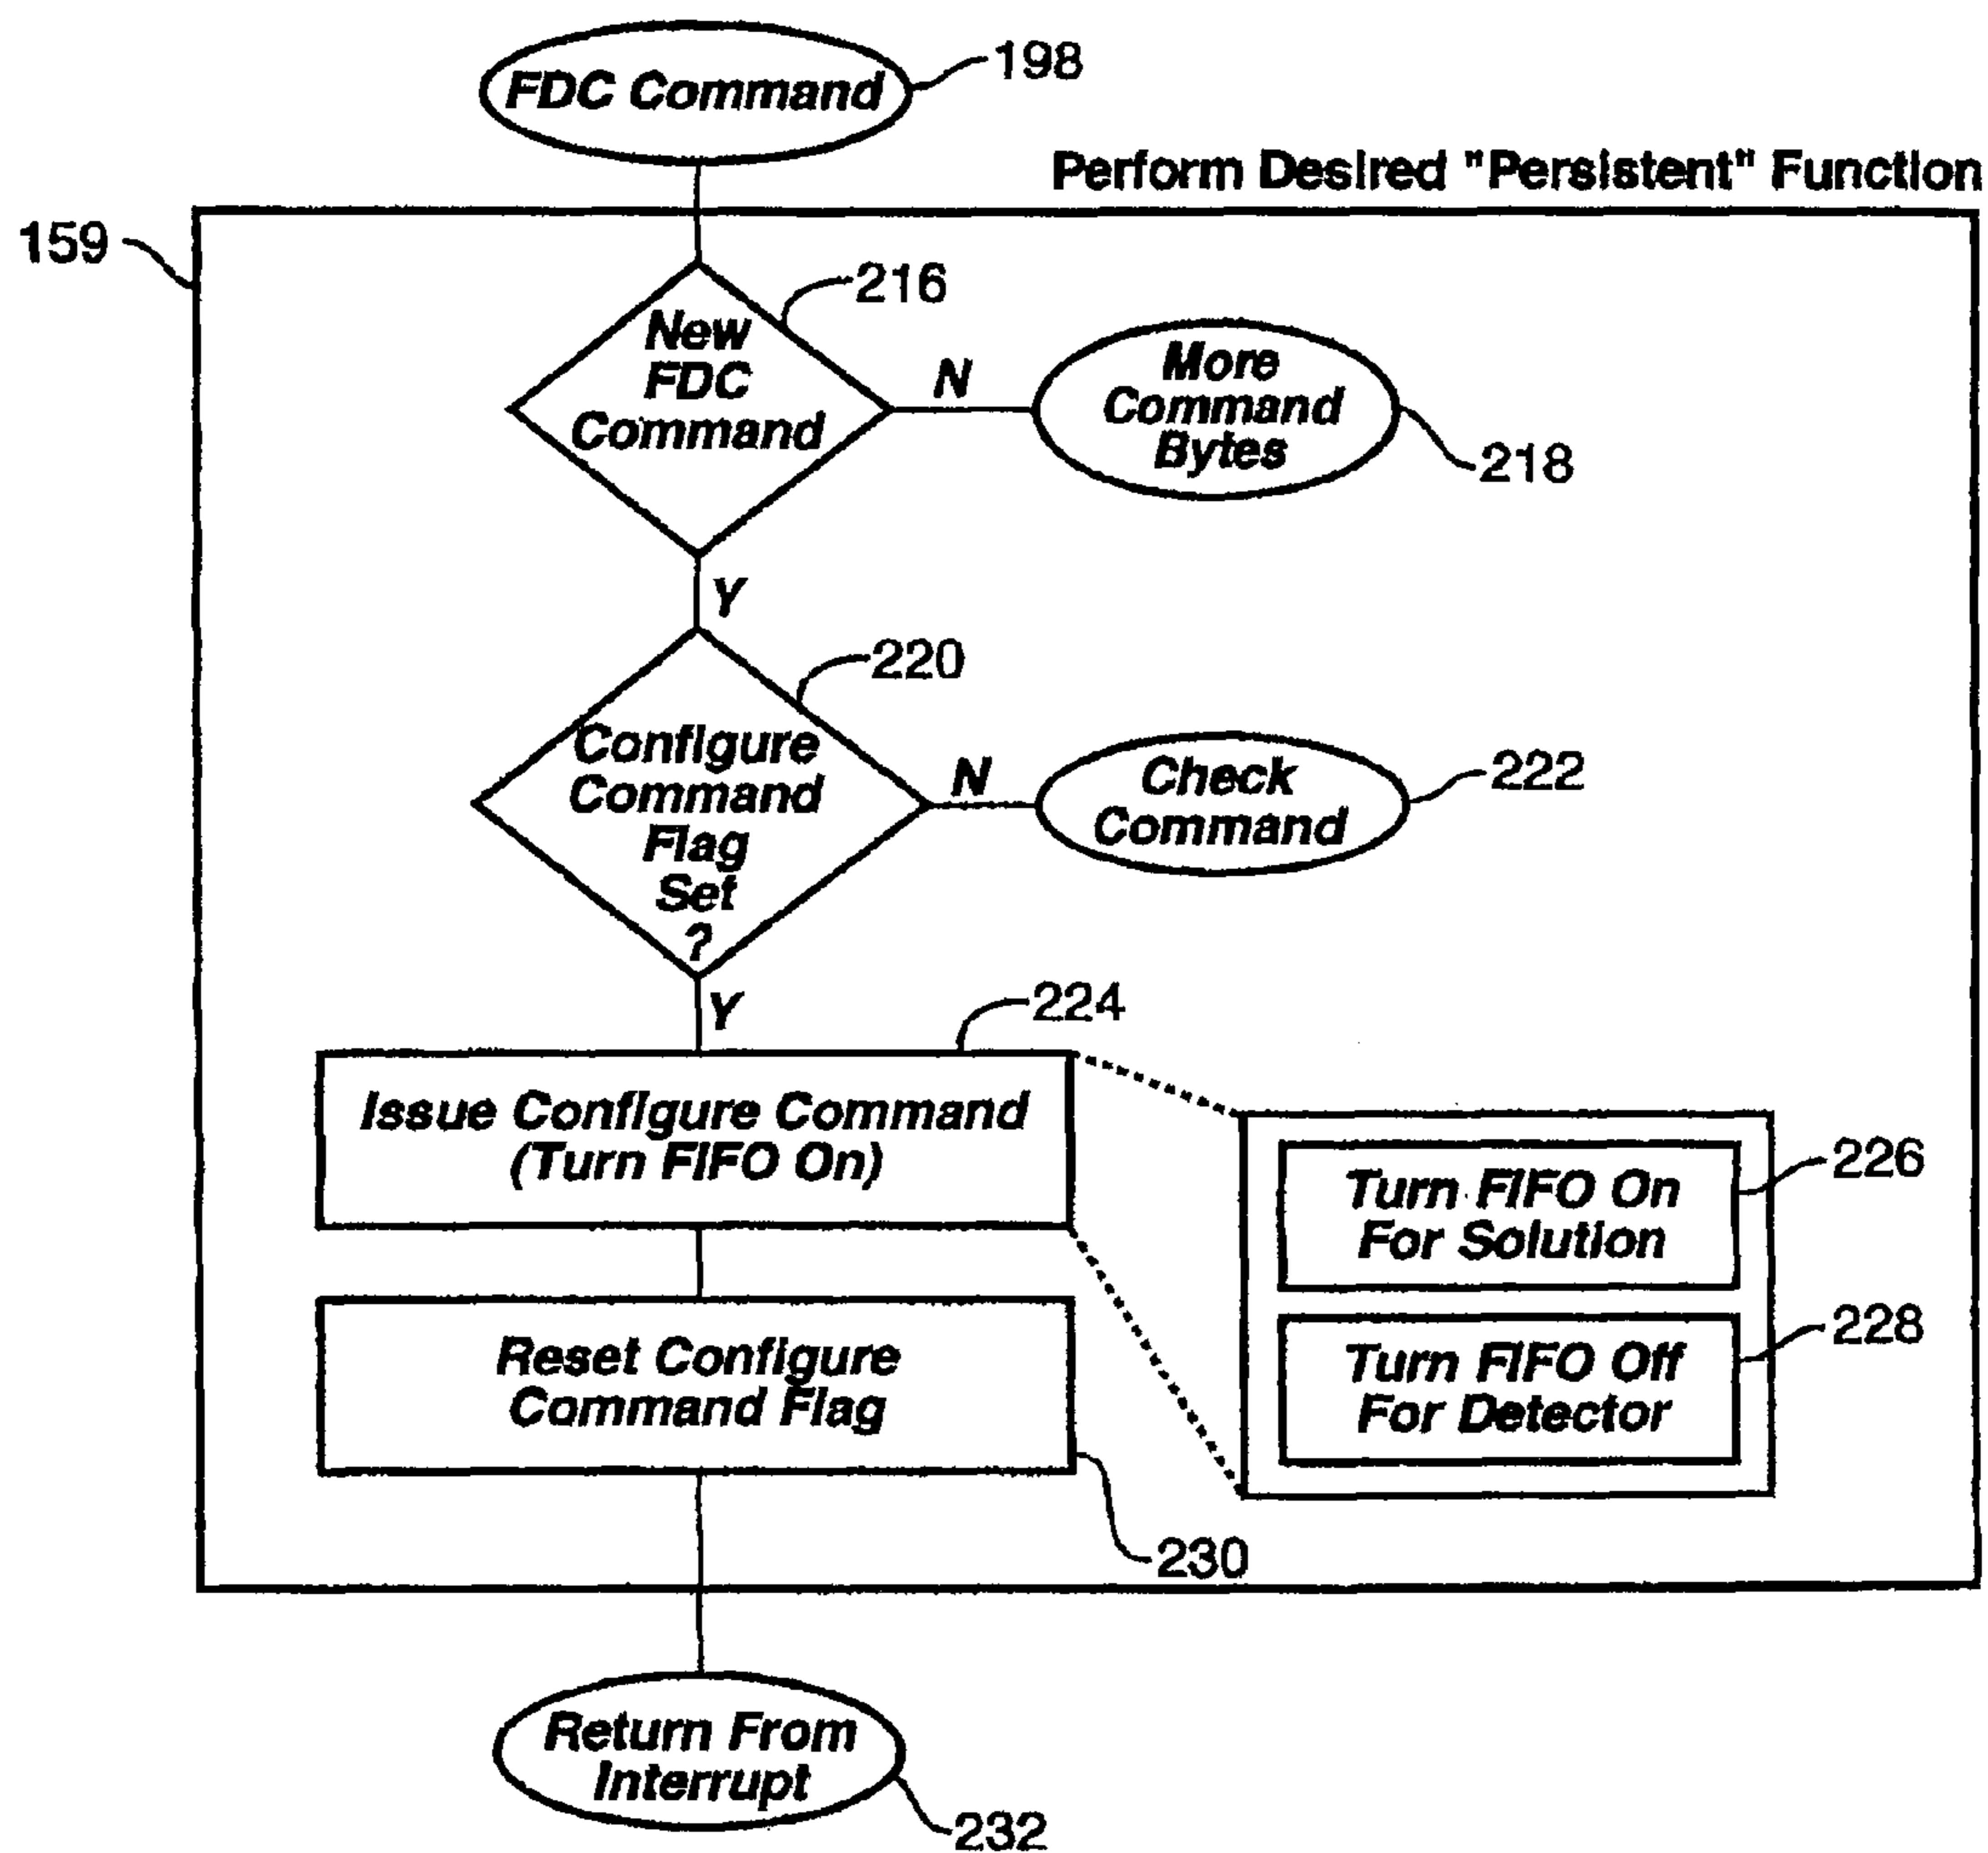 FDC Command
198
Perform Desired "Persistent" Function
159
216
New
FDC
Command
N
More
Command
Bytes
218
Y
220
Configure
Command
Flag
Set
?
N
Check
Command
222
Y
224
Issue Configure Command
(Turn FIFO On)
Turn FIFO On
For Solution
226
Turn FIFO Off
For Detector
228
Reset Configure
Command Flag
230
Return From
Interrupt
232